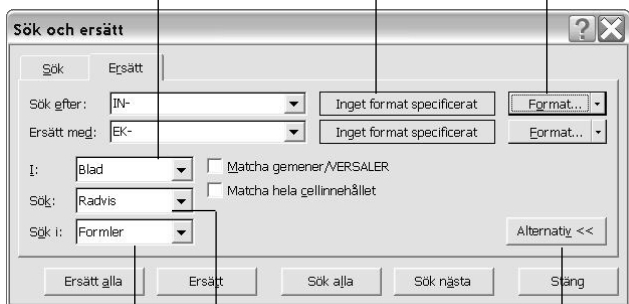 Sök och ersätt
Sök Ersätt
Sök efter: IN- Inget format specificerat Format...
Ersätt med: EK- Inget format specificerat Format...
I: Blad Matcha gemener/VERSALER
Sök: Radvis Matcha hela cellinnehållet
Sök i: Formler Alternativ <<
Ersätt alla Ersätt Sök alla Sök nästa Stäng